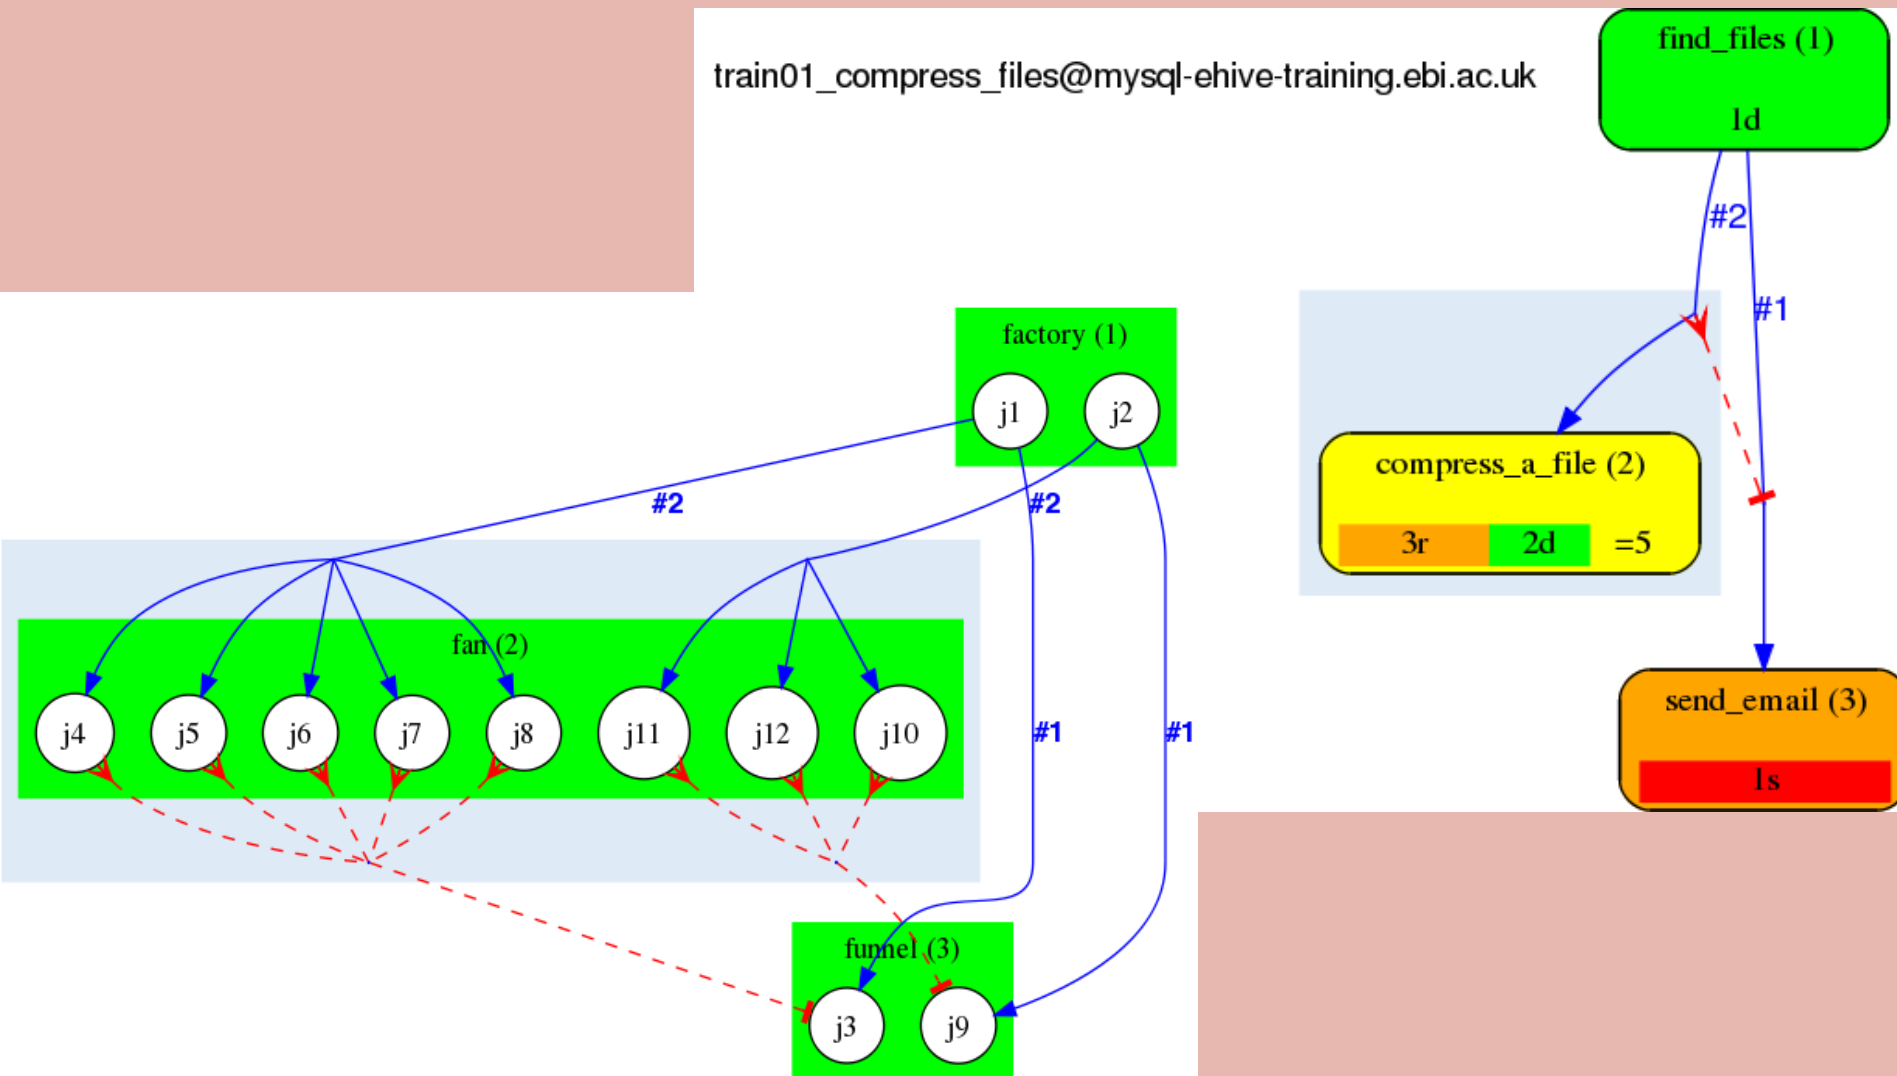 train01_compress_files@mysql-ehive-training.ebi.ac.uk
find_files (1)
1d
#2
#1
compress_a_file (2)
3r 2d =5
send_email (3)
1s
factory (1)
j1 j2
#2 #2
fan (2)
j4 j5 j6 j7 j8 j11 j12 j10
#1 #1
funnel (3)
j3 j9